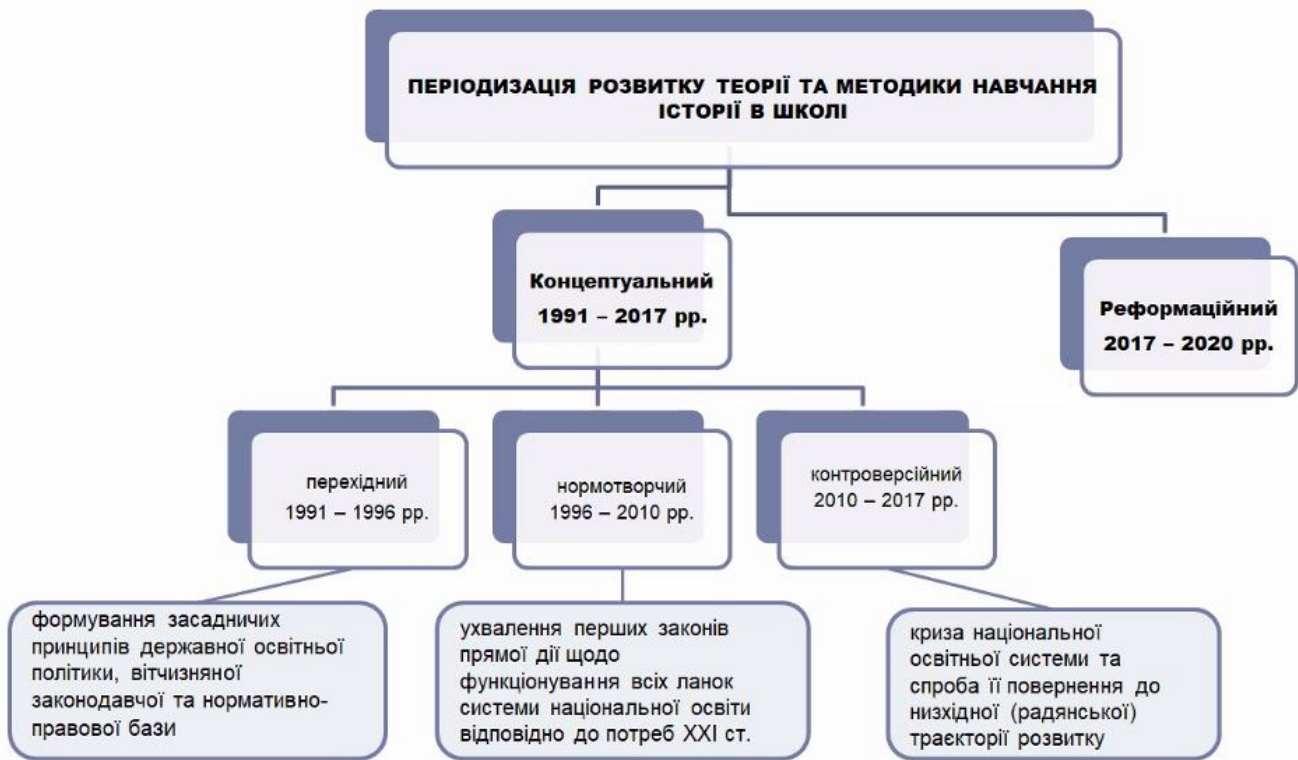 ПЕРІОДИЗАЦІЯ РОЗВИТКУ ТЕОРІЇ ТА МЕТОДИКИ НАВЧАННЯ
ІСТОРІЇ В ШКОЛІ
Концептуальний
1991 – 2017 рр.
Реформаційний
2017 – 2020 рр.
перехідний
1991 – 1996 рр.
нормотворчий
1996 – 2010 рр.
контроверсійний
2010 – 2017 рр.
формування засадничих
принципів державної освітньої
політики, вітчизняної
законодавчої та нормативно-
правової бази
ухвалення перших законів
прямої дії щодо
функціонування всіх ланок
системи національної освіти
відповідно до потреб ХХІ ст.
криза національної
освітньої системи та
спроба її повернення до
низхідної (радянської)
траєкторії розвитку